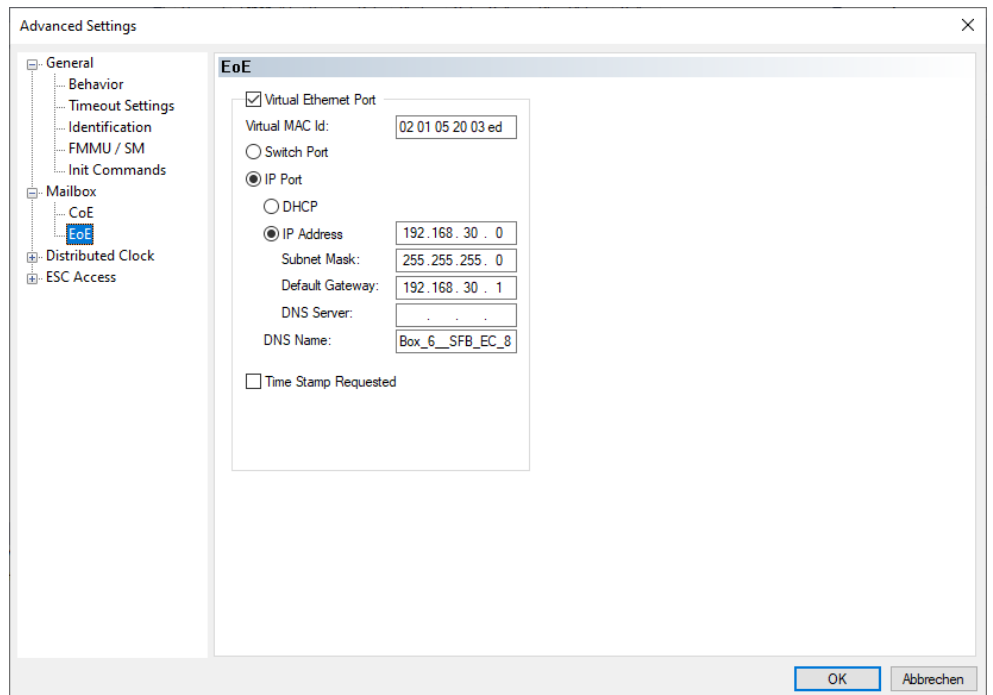 Advanced Settings
General
Behavior
Timeout Settings
Identification
FMMU / SM
Init Commands
Mailbox
CoE
EoE
Distributed Clock
ESC Access
EoE
Virtual Ethernet Port
Virtual MAC Id: 02 01 05 20 03 ed
Switch Port
IP Port
DHCP
IP Address 192.168. 30 . 0
Subnet Mask: 255.255.255. 0
Default Gateway: 192.168. 30 . 1
DNS Server: . . .
DNS Name: Box_6__SFB_EC_8
Time Stamp Requested
OK Abbrechen